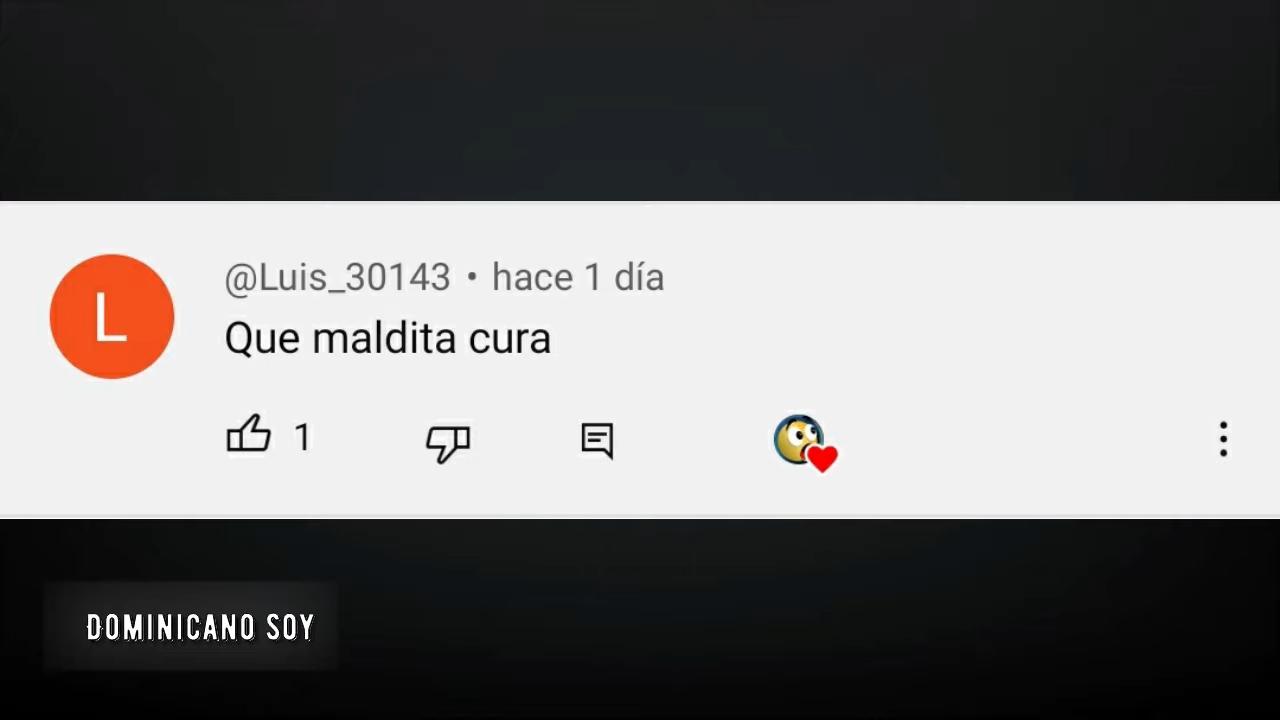 L
@Luis_30143 • hace 1 día
Que maldita cura
1
DOMINICANO SOY